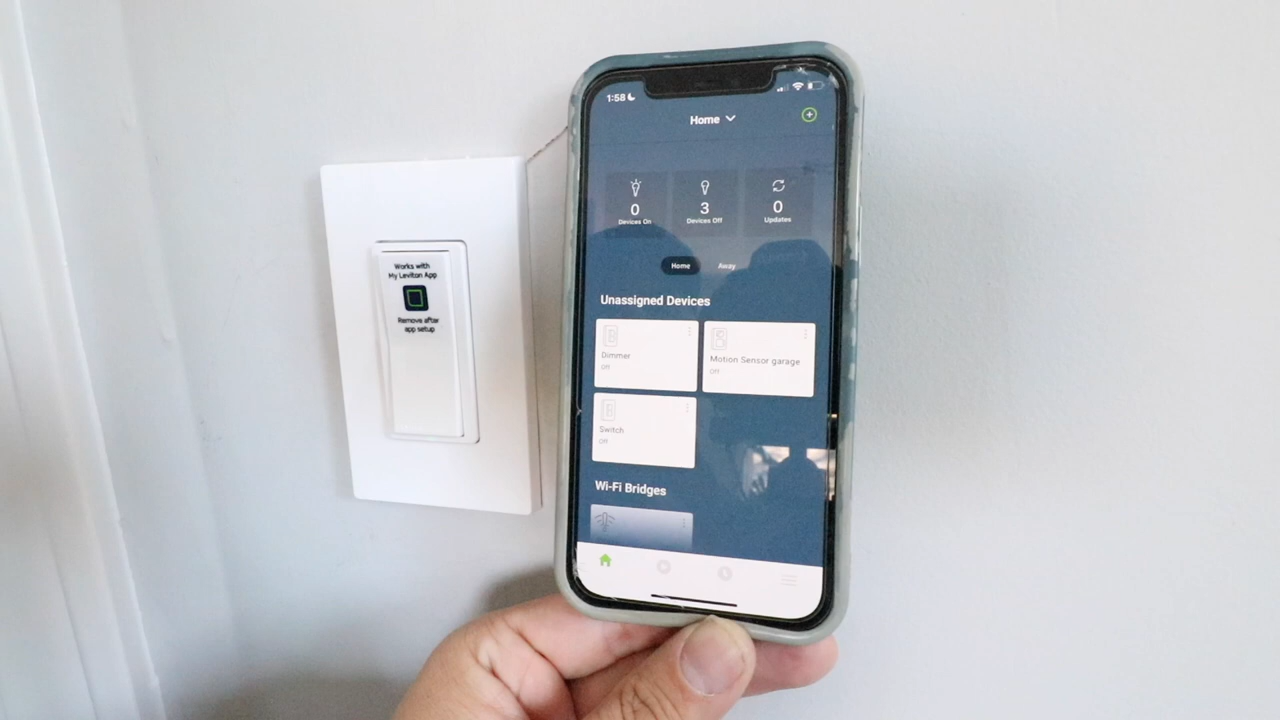 Works with
My Leviton App
Remove after
app setup
1:58
Home
0
Devices On
3
Devices Off
0
Updates
Home
Away
Unassigned Devices
Dimmer
Off
Motion Sensor garage
Off
Switch
Off
Wi-Fi Bridges